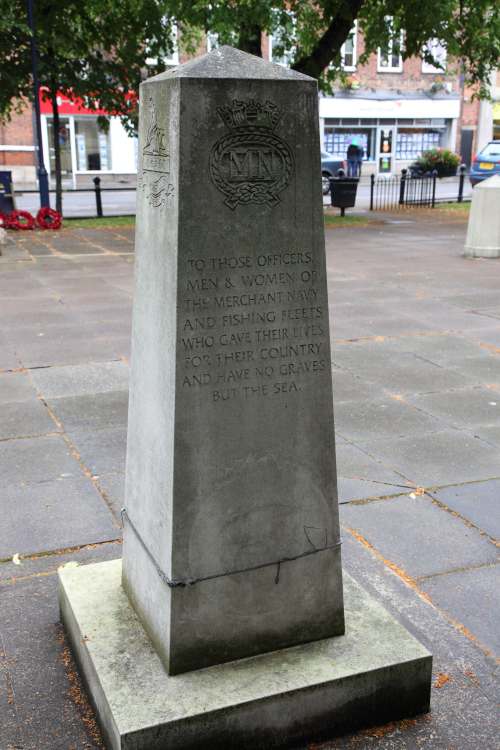 MN
TO THOSE OFFICERS,
MEN & WOMEN OF
THE MERCHANT NAVY
AND FISHING FLEETS
WHO GAVE THEIR LIVES
FOR THEIR COUNTRY
AND HAVE NO GRAVES
BUT THE SEA.